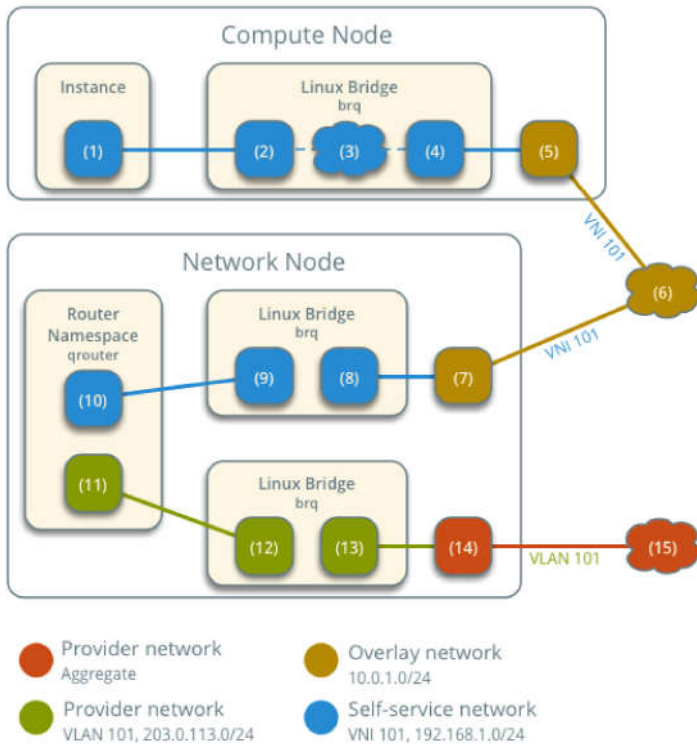 Compute Node
Instance
Linux Bridge
brq
(1)
(2)
(3)
(4)
(5)
VNI 101
(6)
VNI 101
Network Node
Router
Namespace
qrouter
Linux Bridge
brq
(10)
(9)
(8)
(7)
(11)
Linux Bridge
brq
(12)
(13)
(14)
VLAN 101
(15)
Provider network
Aggregate
Overlay network
10.0.1.0/24
Provider network
VLAN 101, 203.0.113.0/24
Self-service network
VNI 101, 192.168.1.0/24